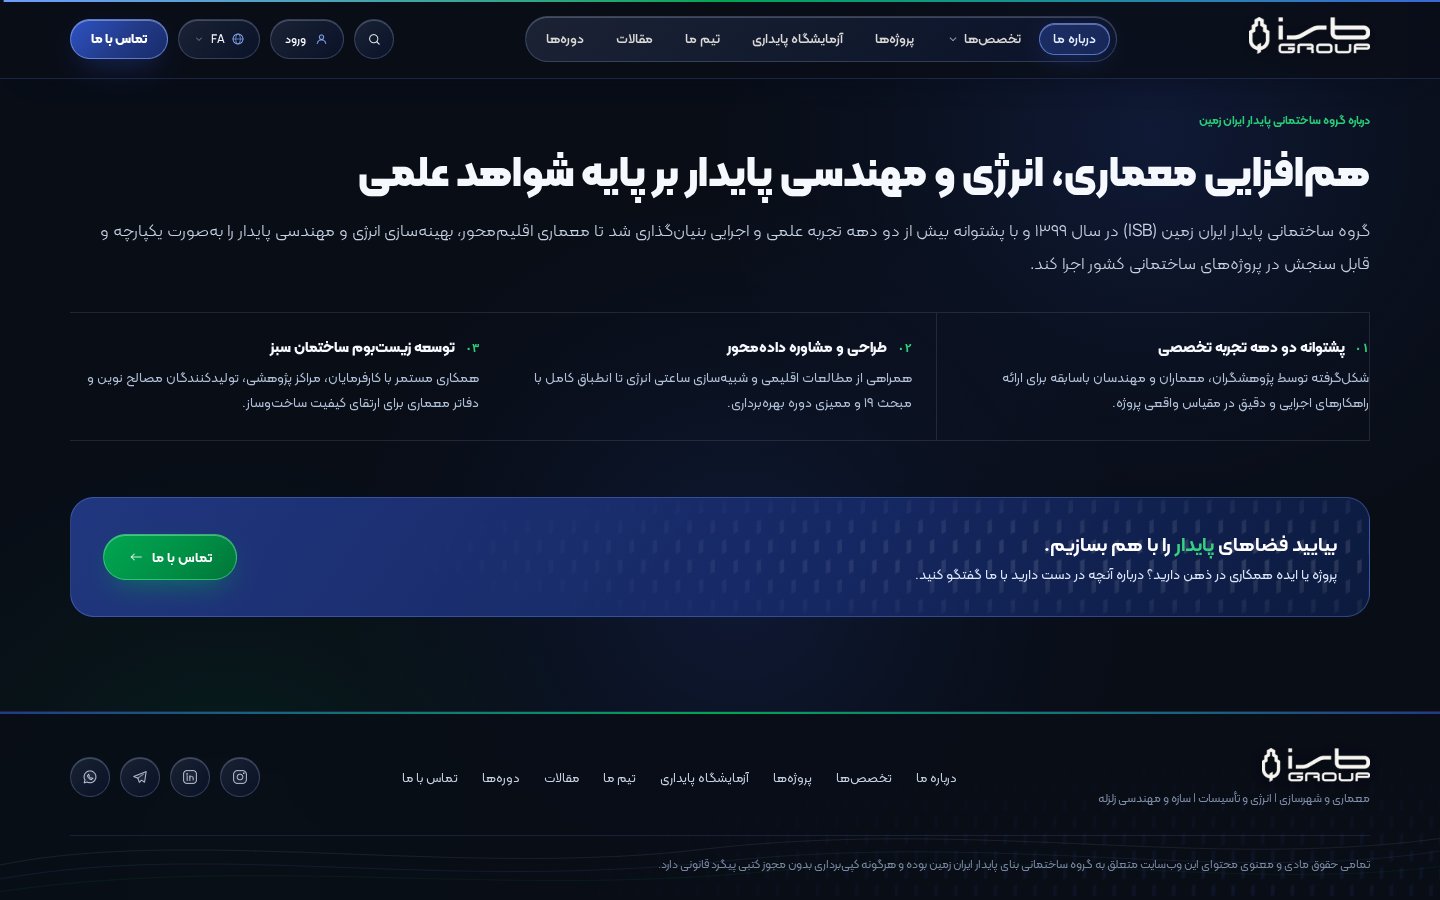 isb
GROUP
درباره ما
تخصص‌ها
پروژه‌ها
آزمایشگاه پایداری
تیم ما
مقالات
دوره‌ها
ورود
FA
تماس با ما
درباره گروه ساختمانی پایدار ایران زمین
هم‌افزایی معماری، انرژی و مهندسی پایدار بر پایه شواهد علمی
گروه ساختمانی پایدار ایران زمین (ISB) در سال ۱۳۹۹ و با پشتوانه بیش از دو دهه تجربه علمی و اجرایی بنیان‌گذاری شد تا معماری اقلیم‌محور، بهینه‌سازی انرژی و مهندسی پایدار را به‌صورت یکپارچه و
قابل سنجش در پروژه‌های ساختمانی کشور اجرا کند.
۰۱ پشتوانه دو دهه تجربه تخصصی
شکل‌گرفته توسط پژوهشگران، معماران و مهندسان باسابقه برای ارائه
راهکارهای اجرایی و دقیق در مقیاس واقعی پروژه.
۰۲ طراحی و مشاوره داده‌محور
همراهی از مطالعات اقلیمی و شبیه‌سازی ساعتی انرژی تا انطباق کامل با
مبحث ۱۹ و ممیزی دوره بهره‌برداری.
۰۳ توسعه زیست‌بوم ساختمان سبز
همکاری مستمر با کارفرمایان، مراکز پژوهشی، تولیدکنندگان مصالح نوین و
دفاتر معماری برای ارتقای کیفیت ساخت‌وساز.
بیایید فضاهای پایدار را با هم بسازیم.
پروژه یا ایده همکاری در ذهن دارید؟ درباره آنچه در دست دارید با ما گفتگو کنید.
تماس با ما
isb
GROUP
معماری و شهرسازی | انرژی و تأسیسات | سازه و مهندسی زلزله
درباره ما
تخصص‌ها
پروژه‌ها
آزمایشگاه پایداری
تیم ما
مقالات
دوره‌ها
تماس با ما
تمامی حقوق مادی و معنوی محتوای این وب‌سایت متعلق به گروه ساختمانی بنای پایدار ایران زمین بوده و هرگونه کپی‌برداری بدون مجوز کتبی پیگرد قانونی دارد.